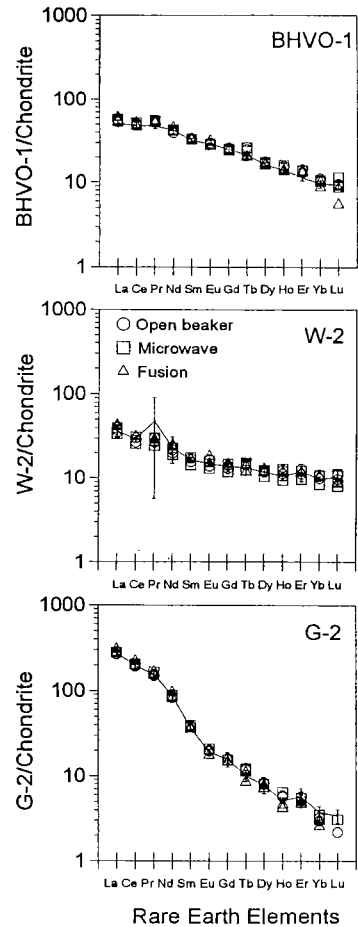 BHVO-1
BHVO-1/Chondrite
1000
100
10
1
La Ce Pr Nd Sm Eu Gd Tb Dy Ho Er Yb Lu
W-2
Open beaker
Microwave
Fusion
W-2/Chondrite
1000
100
10
1
La Ce Pr Nd Sm Eu Gd Tb Dy Ho Er Yb Lu
G-2
G-2/Chondrite
1000
100
10
1
La Ce Pr Nd Sm Eu Gd Tb Dy Ho Er Yb Lu
Rare Earth Elements